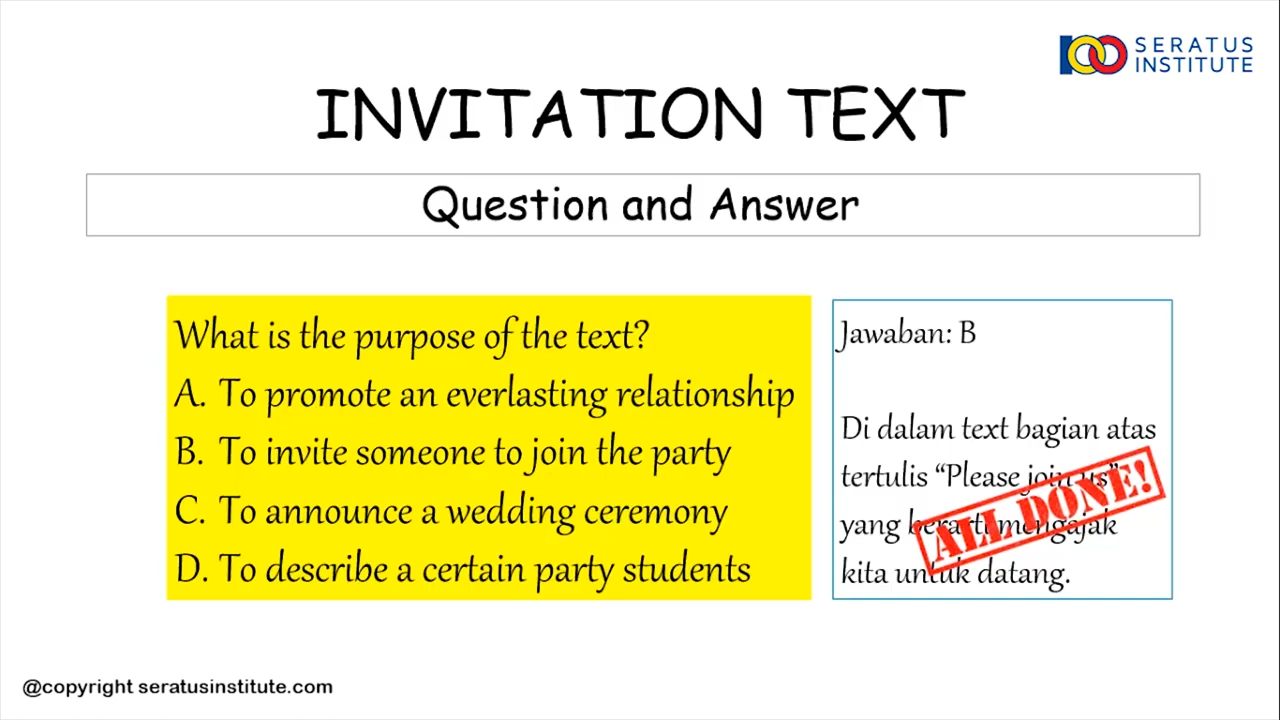 SERATUS
INSTITUTE
INVITATION TEXT
Question and Answer
What is the purpose of the text?
A. To promote an everlasting relationship
B. To invite someone to join the party
C. To announce a wedding ceremony
D. To describe a certain party students
Jawaban: B
Di dalam text bagian atas
tertulis “Please join us”
yang berarti mengajak
kita untuk datang.
ALL DONE!
@copyright seratusinstitute.com